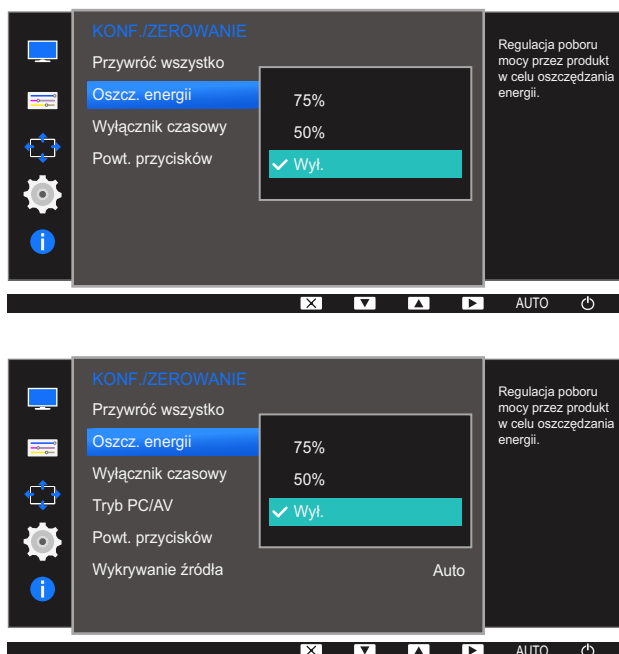 KONF./ZEROWANIE
Przywróć wszystko
Oszcz. energii
Wyłącznik czasowy
Powt. przycisków
75%
50%
Wył.
Regulacja poboru
mocy przez produkt
w celu oszczędzania
energii.
AUTO
KONF./ZEROWANIE
Przywróć wszystko
Oszcz. energii
Wyłącznik czasowy
Tryb PC/AV
Powt. przycisków
Wykrywanie źródła
Auto
75%
50%
Wył.
Regulacja poboru
mocy przez produkt
w celu oszczędzania
energii.
AUTO